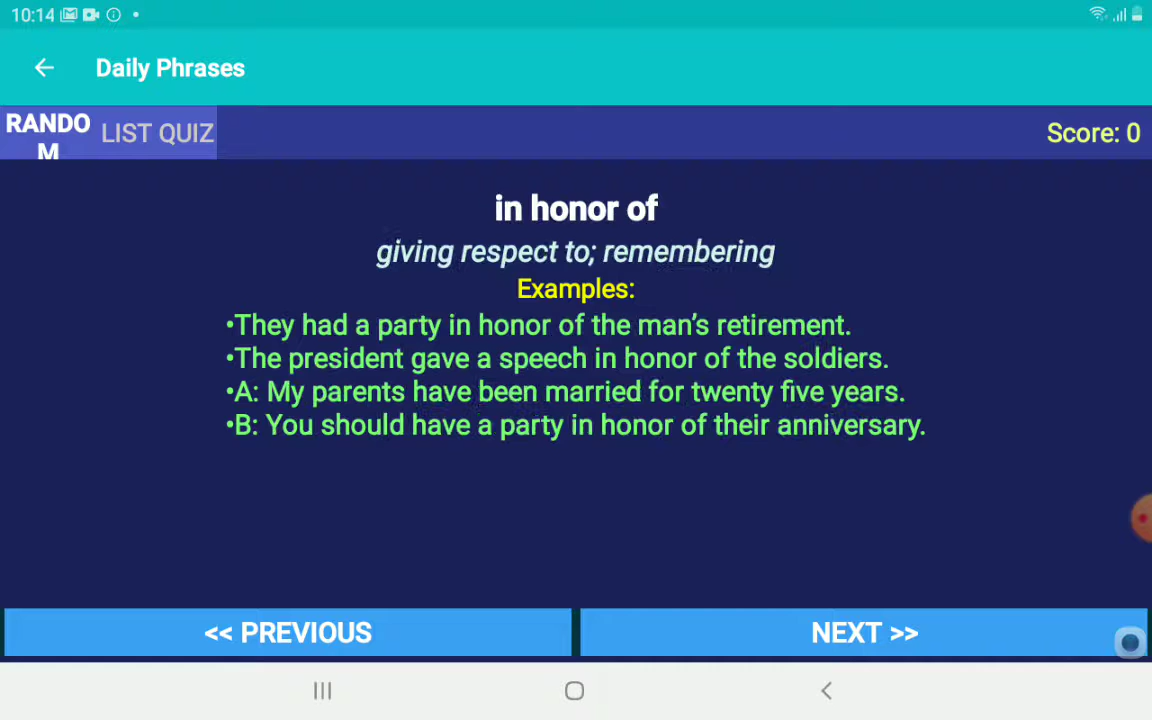 10:14
Daily Phrases
RANDO
M
LIST QUIZ
Score: 0
in honor of
giving respect to; remembering
Examples:
•They had a party in honor of the man's retirement.
•The president gave a speech in honor of the soldiers.
•A: My parents have been married for twenty five years.
•B: You should have a party in honor of their anniversary.
<< PREVIOUS
NEXT >>